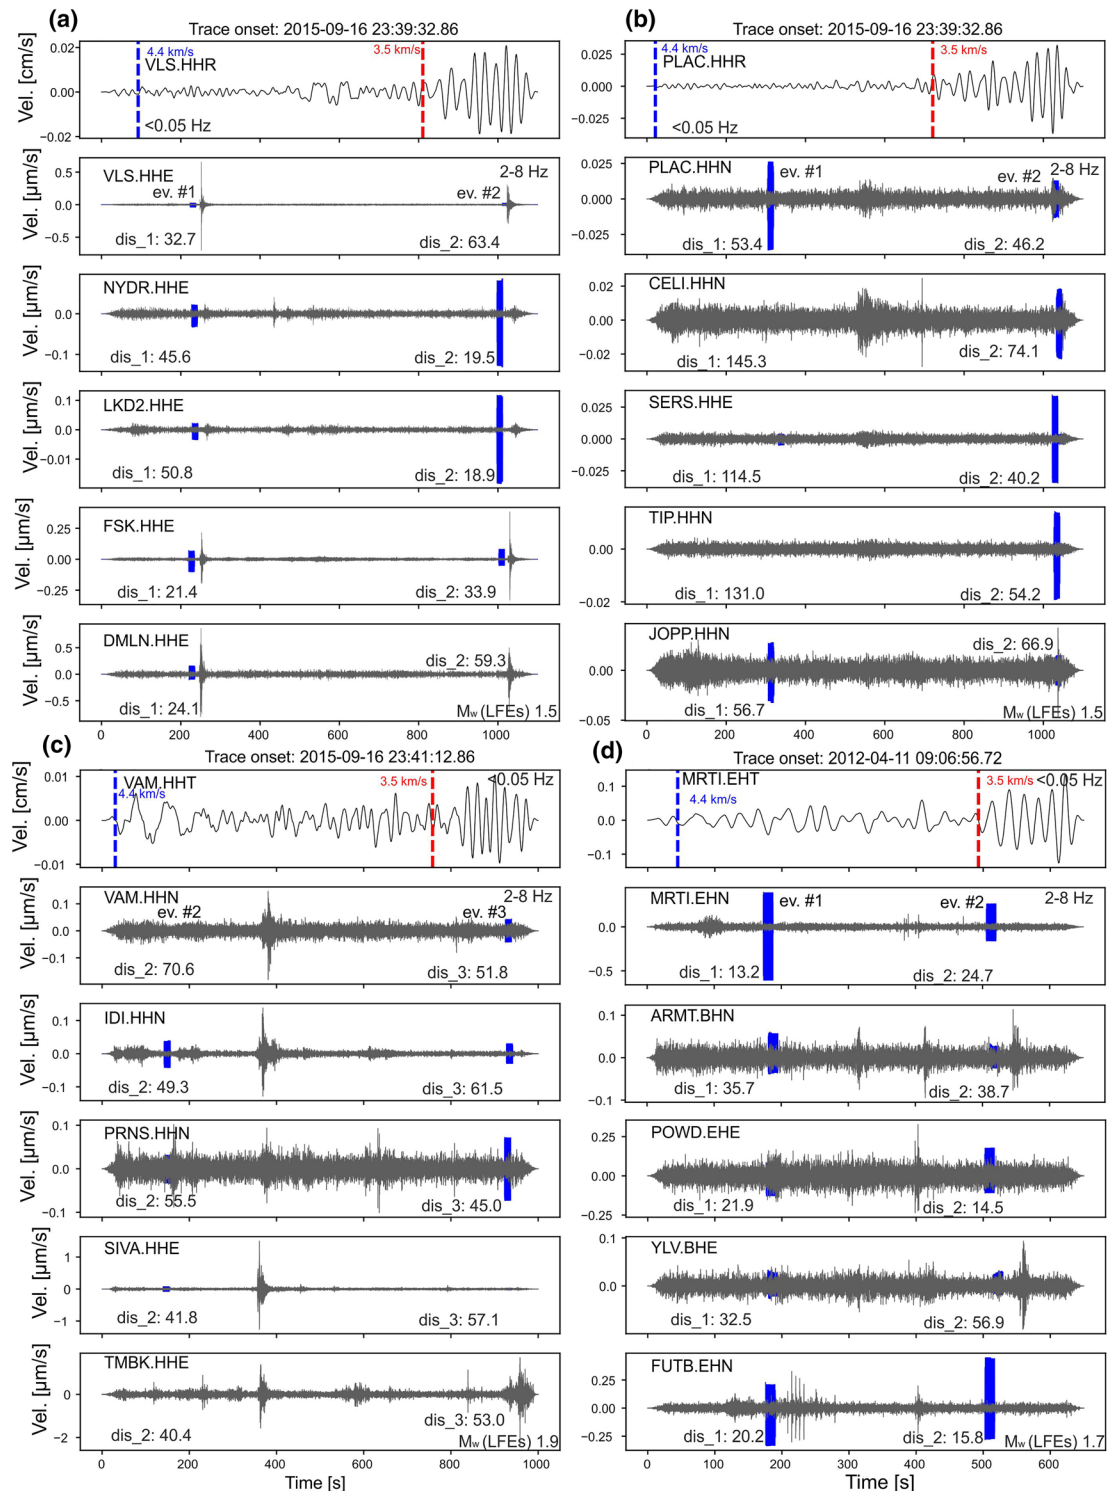 (a)
Trace onset: 2015-09-16 23:39:32.86
Vel. [cm/s]
0.02
0.00
−0.02
4.4 km/s
3.5 km/s
VLS.HHR
<0.05 Hz
Vel. [μm/s]
0.5
0.0
−0.5
VLS.HHE
2-8 Hz
ev. #1
ev. #2
dis_1: 32.7
dis_2: 63.4
Vel. [μm/s]
0.0
−0.1
NYDR.HHE
dis_1: 45.6
dis_2: 19.5
Vel. [μm/s]
0.1
0.0
−0.01
LKD2.HHE
dis_1: 50.8
dis_2: 18.9
Vel. [μm/s]
0.25
0.00
−0.25
FSK.HHE
dis_1: 21.4
dis_2: 33.9
Vel. [μm/s]
0.5
0.0
−0.5
DMLN.HHE
dis_2: 59.3
dis_1: 24.1
Mw (LFEs) 1.5
0 200 400 600 800 1000
(b)
Trace onset: 2015-09-16 23:39:32.86
0.025
0.000
−0.025
4.4 km/s
3.5 km/s
PLAC.HHR
<0.05 Hz
0.025
0.000
−0.025
PLAC.HHN
ev. #1
ev. #2
2-8 Hz
dis_1: 53.4
dis_2: 46.2
0.02
0.00
−0.02
CELI.HHN
dis_1: 145.3
dis_2: 74.1
0.025
0.000
−0.025
SERS.HHE
dis_1: 114.5
dis_2: 40.2
0.00
−0.02
TIP.HHN
dis_1: 131.0
dis_2: 54.2
0.00
−0.05
JOPP.HHN
dis_2: 66.9
dis_1: 56.7
Mw (LFEs) 1.5
0 200 400 600 800 1000
(c)
Trace onset: 2015-09-16 23:41:12.86
Vel. [cm/s]
0.01
0.00
−0.01
VAM.HHT
4.4 km/s
3.5 km/s
<0.05 Hz
Vel. [μm/s]
0.1
0.0
−0.1
VAM.HHN
2-8 Hz
ev. #2
ev. #3
dis_2: 70.6
dis_3: 51.8
Vel. [μm/s]
0.1
0.0
−0.1
IDI.HHN
dis_2: 49.3
dis_3: 61.5
Vel. [μm/s]
0.1
0.0
−0.1
PRNS.HHN
dis_2: 55.5
dis_3: 45.0
Vel. [μm/s]
1
0
−1
SIVA.HHE
dis_2: 41.8
dis_3: 57.1
Vel. [μm/s]
0
−2
TMBK.HHE
dis_3: 53.0
dis_2: 40.4
Mw (LFEs) 1.9
0 200 400 600 800 1000
Time [s]
(d)
Trace onset: 2012-04-11 09:06:56.72
0.1
0.0
−0.1
MRTI.EHT
4.4 km/s
3.5 km/s
<0.05 Hz
0.0
−0.5
MRTI.EHN
ev. #1
ev. #2
2-8 Hz
dis_1: 13.2
dis_2: 24.7
0.1
0.0
−0.1
ARMT.BHN
dis_1: 35.7
dis_2: 38.7
0.25
0.00
−0.25
POWD.EHE
dis_1: 21.9
dis_2: 14.5
0.1
0.0
YLV.BHE
dis_1: 32.5
dis_2: 56.9
0.25
0.00
−0.25
FUTB.EHN
dis_1: 20.2
dis_2: 15.8
Mw (LFEs) 1.7
0 100 200 300 400 500 600
Time [s]